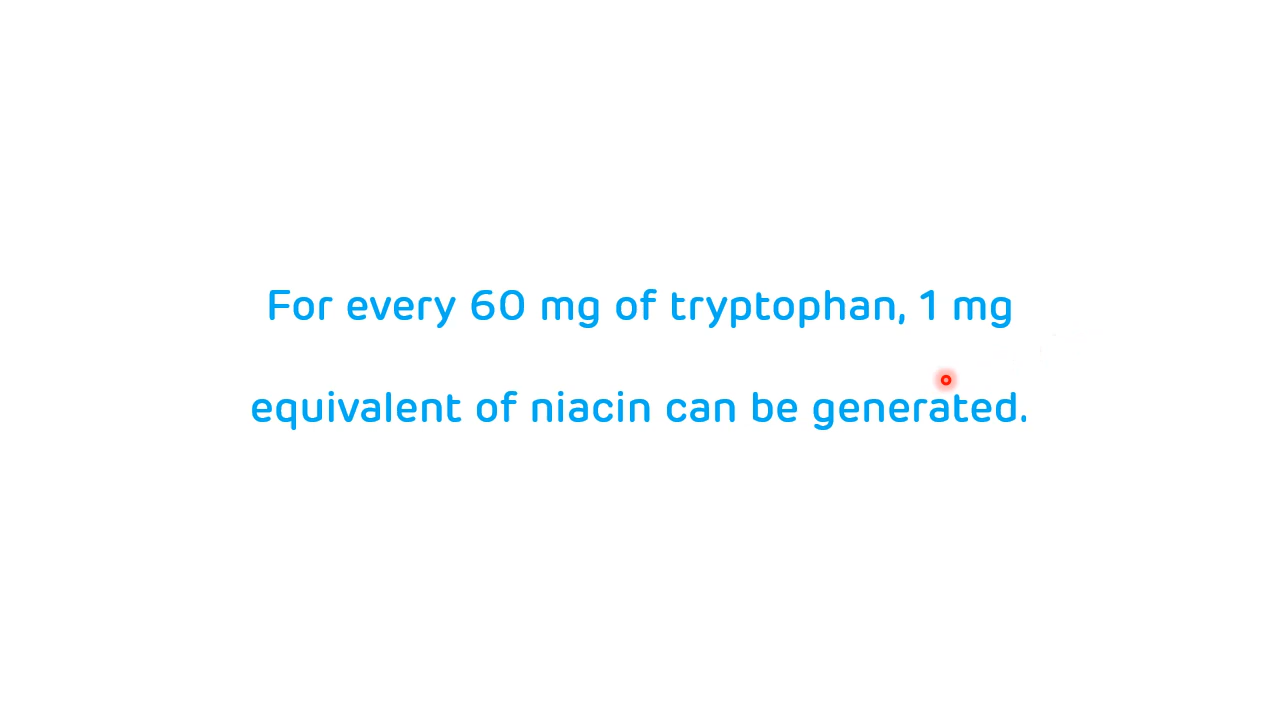 For every 60 mg of tryptophan, 1 mg
equivalent of niacin can be generated.